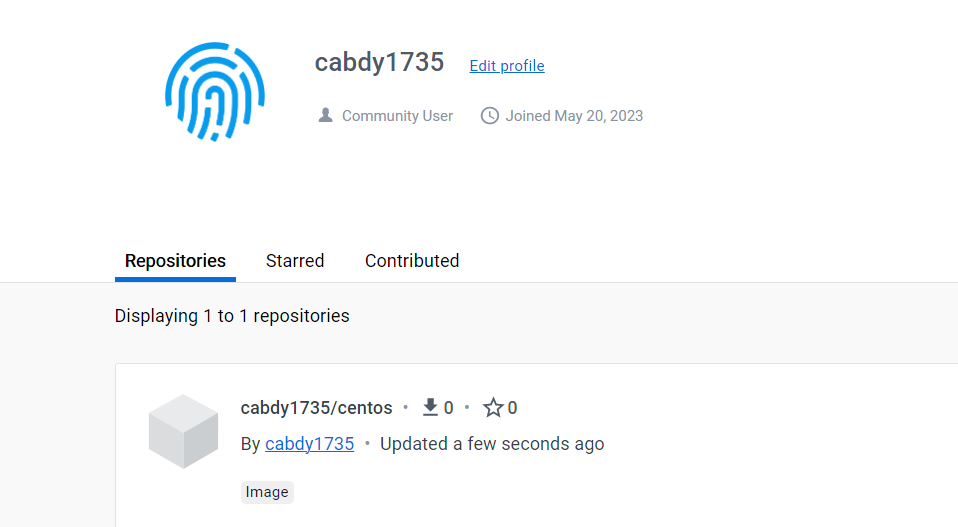 cabdy1735 Edit profile
Community User Joined May 20, 2023
Repositories Starred Contributed
Displaying 1 to 1 repositories
cabdy1735/centos • 0 • 0
By cabdy1735 • Updated a few seconds ago
Image